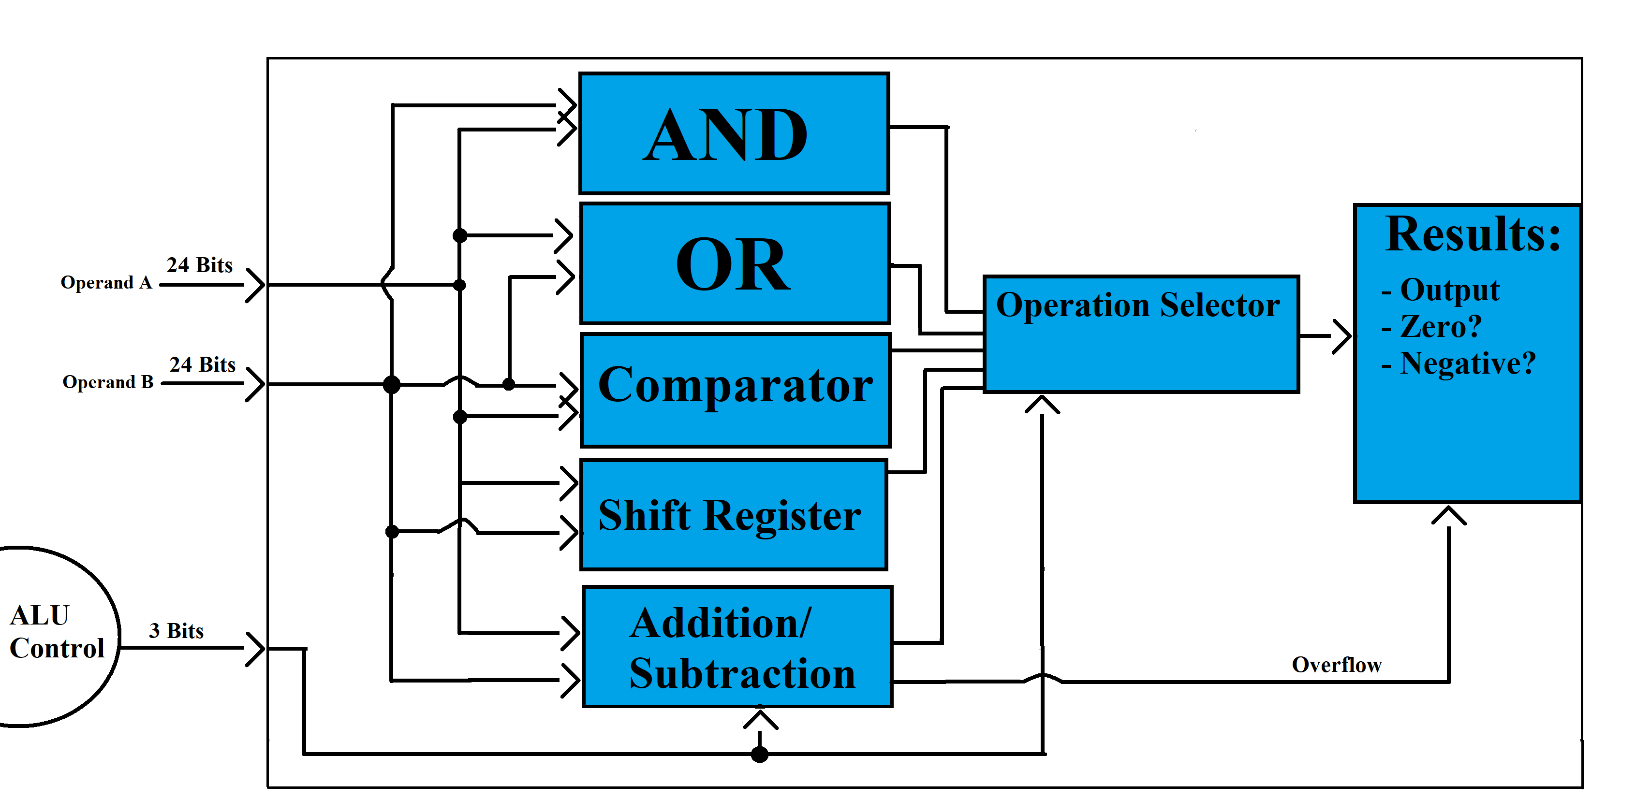 AND
OR
Operand A
24 Bits
Operand B
24 Bits
Comparator
Shift Register
Addition/
Subtraction
ALU
Control
3 Bits
Operation Selector
Results:
- Output
- Zero?
- Negative?
Overflow